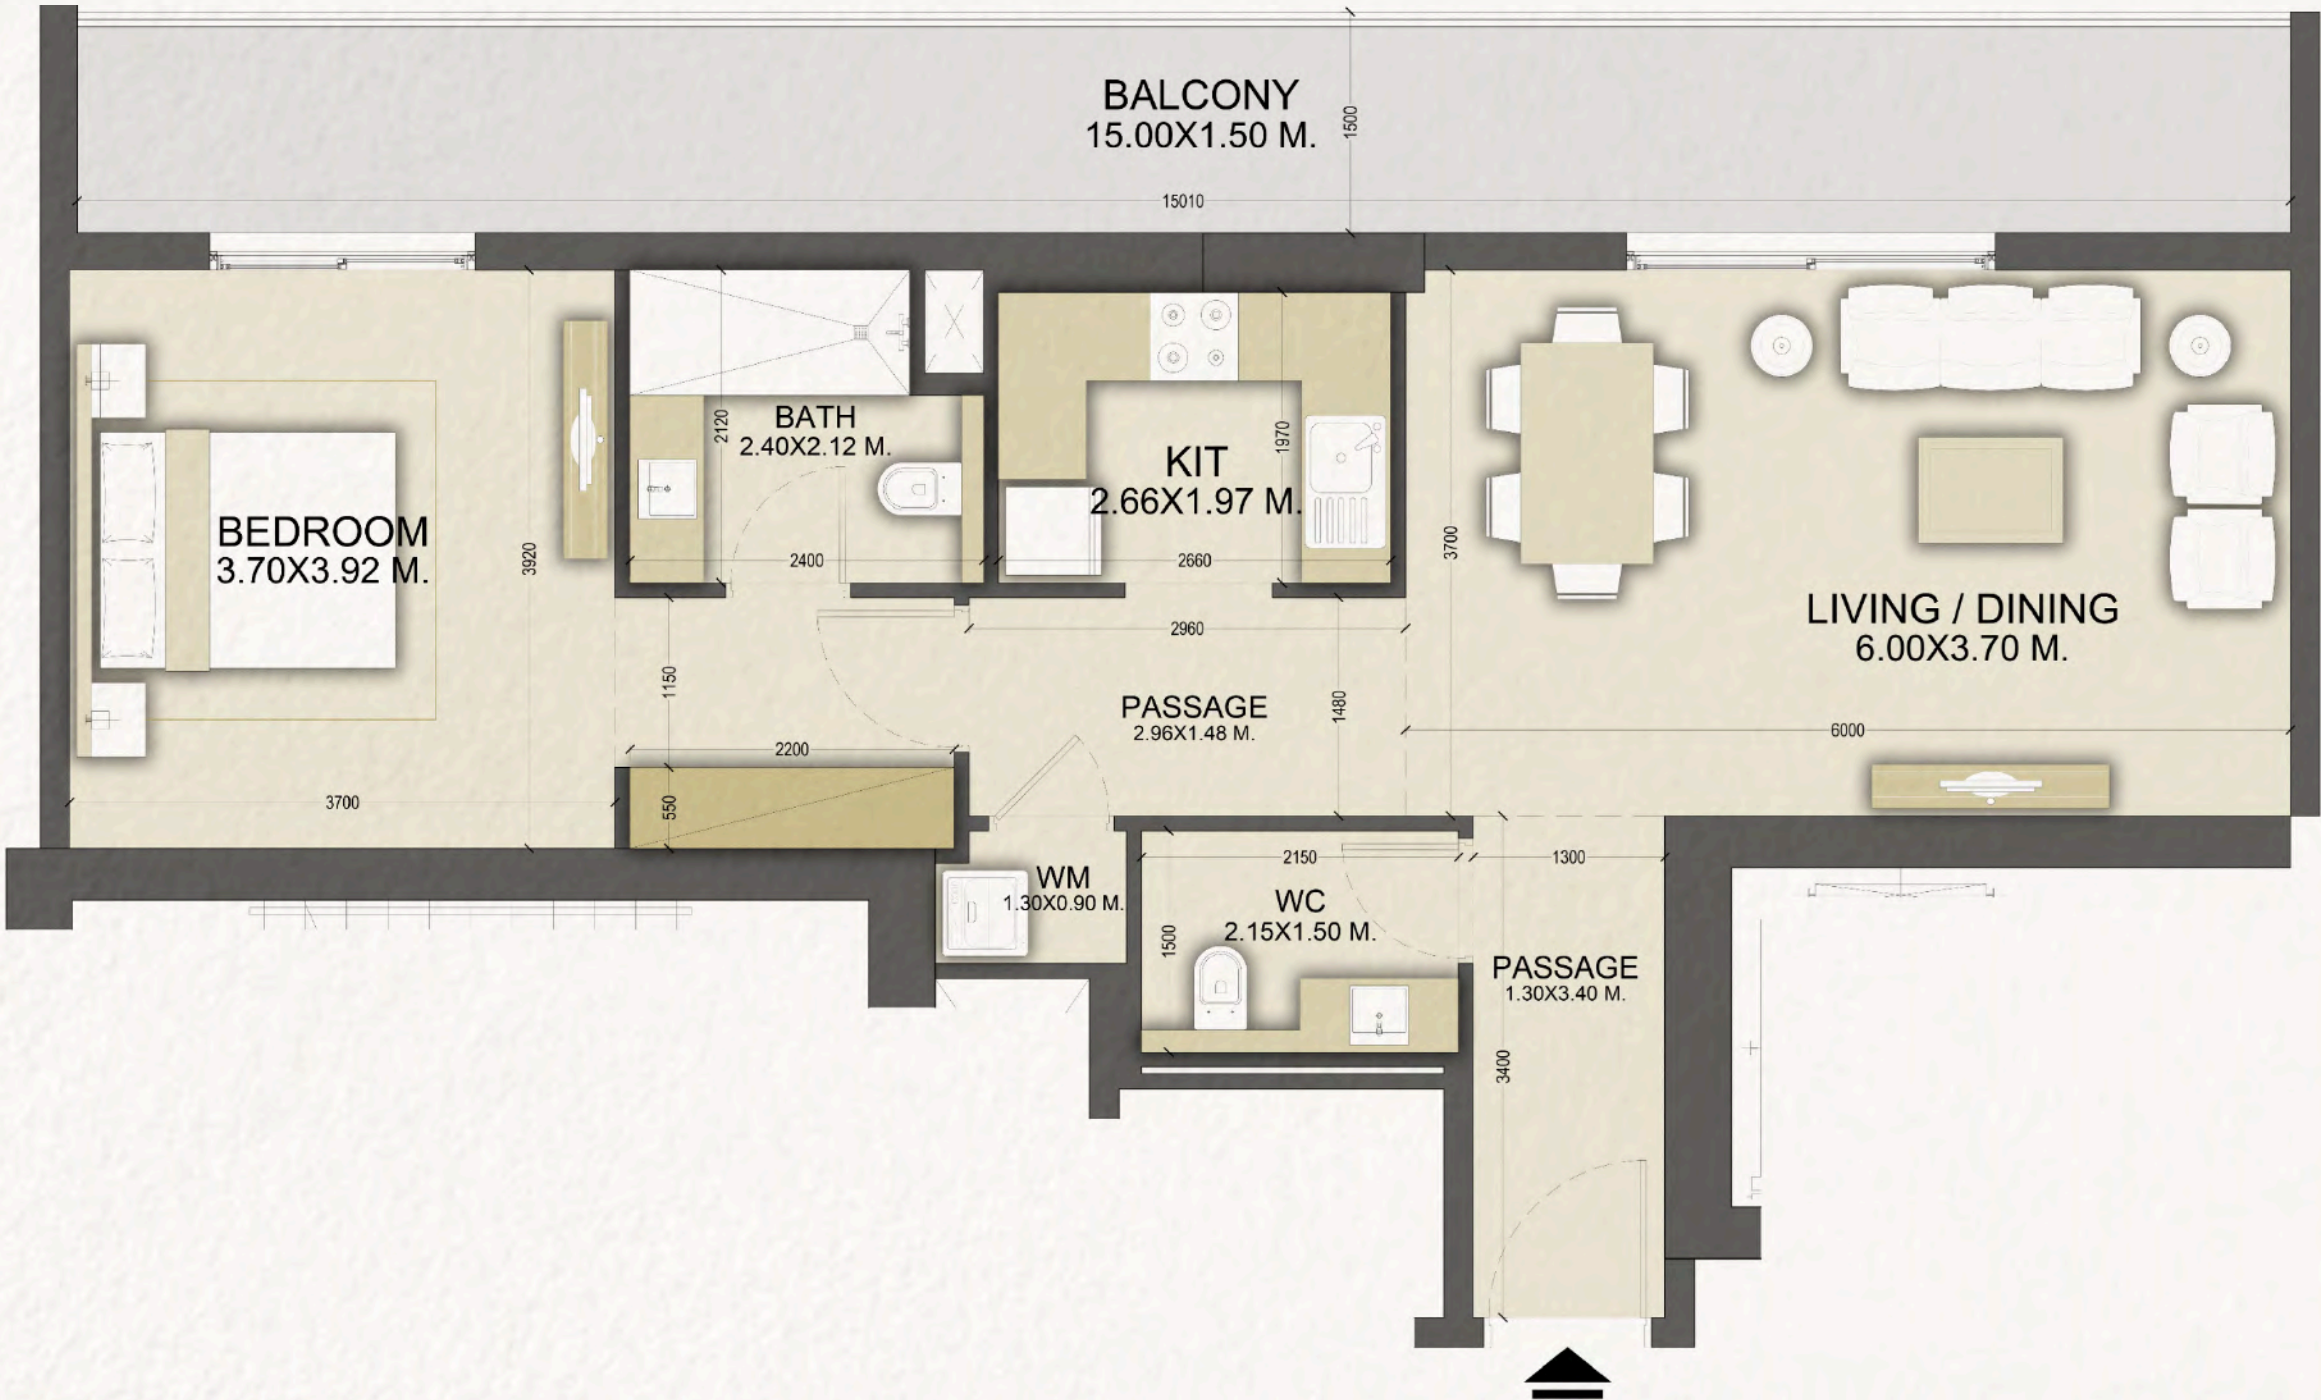 BALCONY
15.00X1.50 M.
1500
15010
BEDROOM
3.70X3.92 M.
3920
3700
BATH
2.40X2.12 M.
2120
2400
KIT
2.66X1.97 M.
1970
2660
LIVING / DINING
6.00X3.70 M.
3700
6000
2960
1150
PASSAGE
2.96X1.48 M.
1480
2200
550
WM
1.30X0.90 M.
2150
WC
2.15X1.50 M.
1500
1300
PASSAGE
1.30X3.40 M.
3400